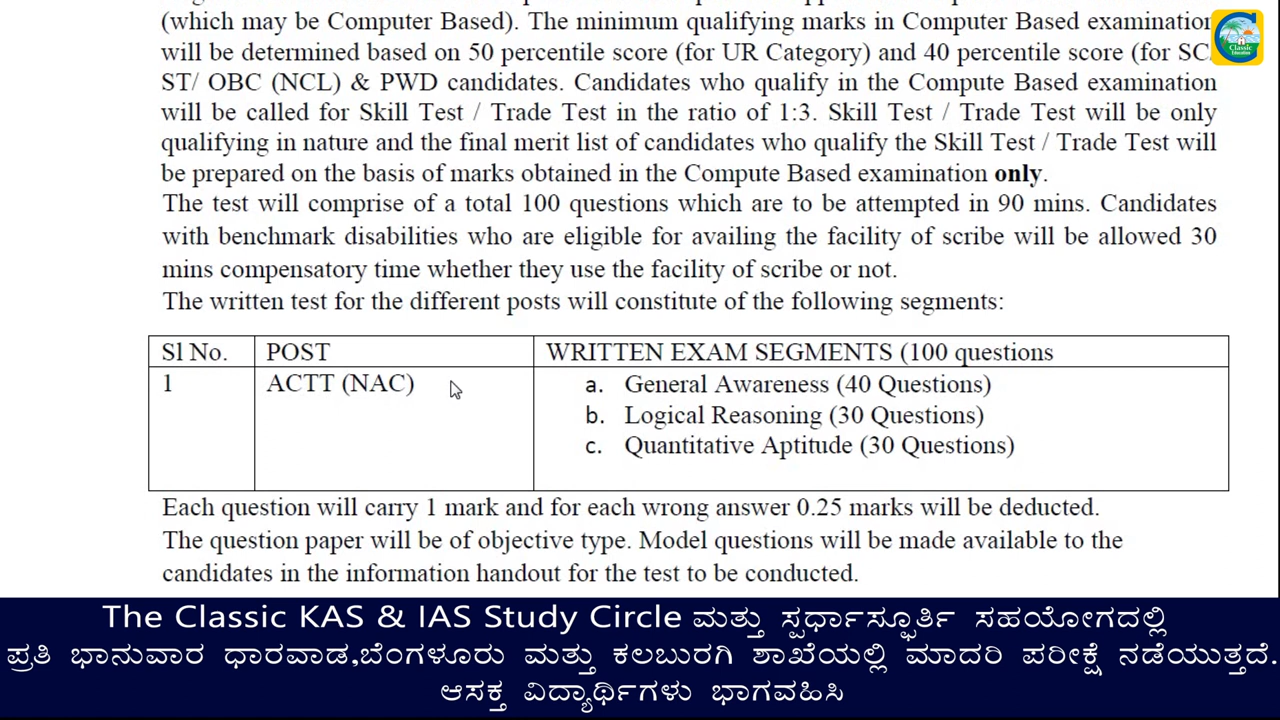 (which may be Computer Based). The minimum qualifying marks in Computer Based examination
will be determined based on 50 percentile score (for UR Category) and 40 percentile score (for SC/
ST/ OBC (NCL) & PWD candidates. Candidates who qualify in the Compute Based examination
will be called for Skill Test / Trade Test in the ratio of 1:3. Skill Test / Trade Test will be only
qualifying in nature and the final merit list of candidates who qualify the Skill Test / Trade Test will
be prepared on the basis of marks obtained in the Compute Based examination only.
The test will comprise of a total 100 questions which are to be attempted in 90 mins. Candidates
with benchmark disabilities who are eligible for availing the facility of scribe will be allowed 30
mins compensatory time whether they use the facility of scribe or not.
The written test for the different posts will constitute of the following segments:
Sl No. POST WRITTEN EXAM SEGMENTS (100 questions
1 ACTT (NAC) a. General Awareness (40 Questions)
b. Logical Reasoning (30 Questions)
c. Quantitative Aptitude (30 Questions)
Each question will carry 1 mark and for each wrong answer 0.25 marks will be deducted.
The question paper will be of objective type. Model questions will be made available to the
candidates in the information handout for the test to be conducted.
The Classic KAS & IAS Study Circle ಮತ್ತು ಸ್ಪರ್ಧಾಸ್ಫೂರ್ತಿ ಸಹಯೋಗದಲ್ಲಿ
ಪ್ರತಿ ಭಾನುವಾರ ಧಾರವಾಡ,ಬೆಂಗಳೂರು ಮತ್ತು ಕಲಬುರಗಿ ಶಾಖೆಯಲ್ಲಿ ಮಾದರಿ ಪರೀಕ್ಷೆ ನಡೆಯುತ್ತದೆ.
ಆಸಕ್ತ ವಿದ್ಯಾರ್ಥಿಗಳು ಭಾಗವಹಿಸಿ
Classic
Education